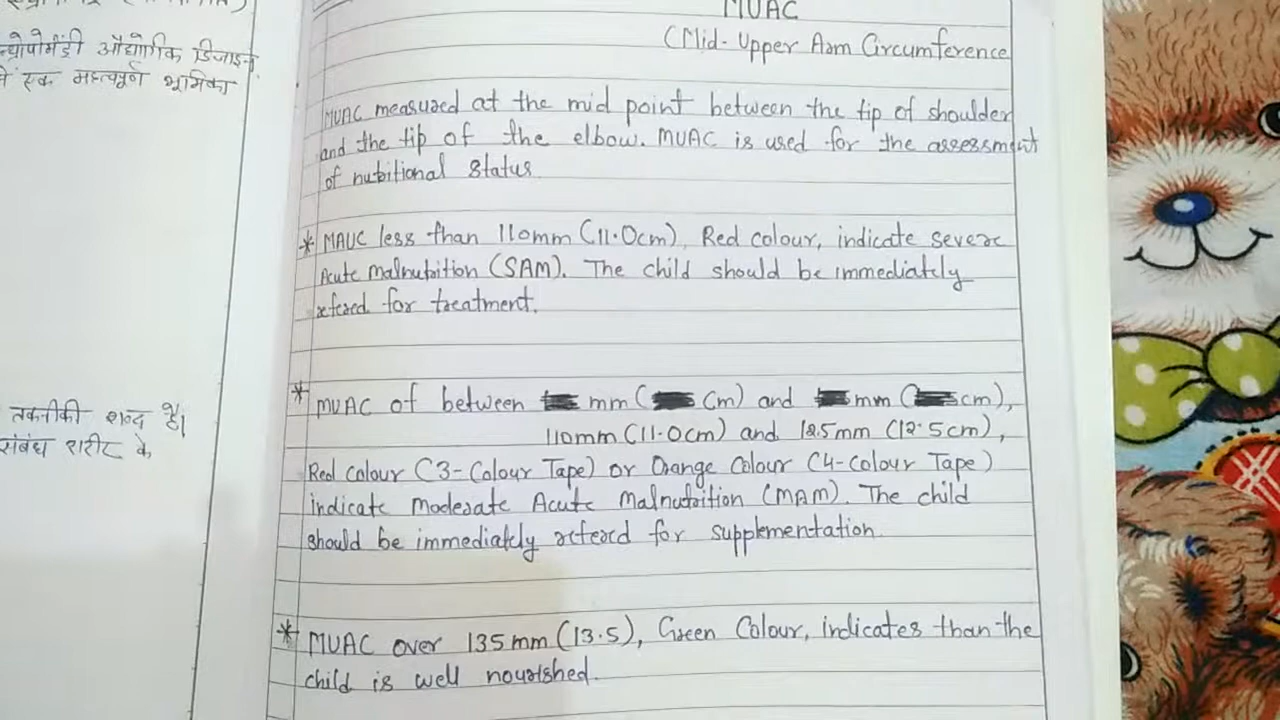 न्थ्रोपोमेट्री औद्योगिक डिजाइन
में एक महत्वपूर्ण भूमिका
तकनीकी शब्द है।
संबंध शरीर के
MUAC
(Mid-Upper Arm Circumference
MUAC measured at the mid point between the tip of shoulder
and the tip of the elbow. MUAC is used for the assessment
of nutritional status
* MAUC less than 110mm (11.0cm), Red colour, indicate severe
Acute Malnutrition (SAM). The child should be immediately
refered for treatment.
* MUAC of between mm ( cm) and mm ( cm),
110mm (11.0cm) and 125mm (12.5cm),
Red colour (3-Colour Tape) or Orange Colour (4-Colour Tape)
indicate Moderate Acute Malnutrition (MAM). The child
should be immediately refered for supplementation.
* MUAC over 135mm (13.5), Green Colour, indicates than the
child is well nourished.